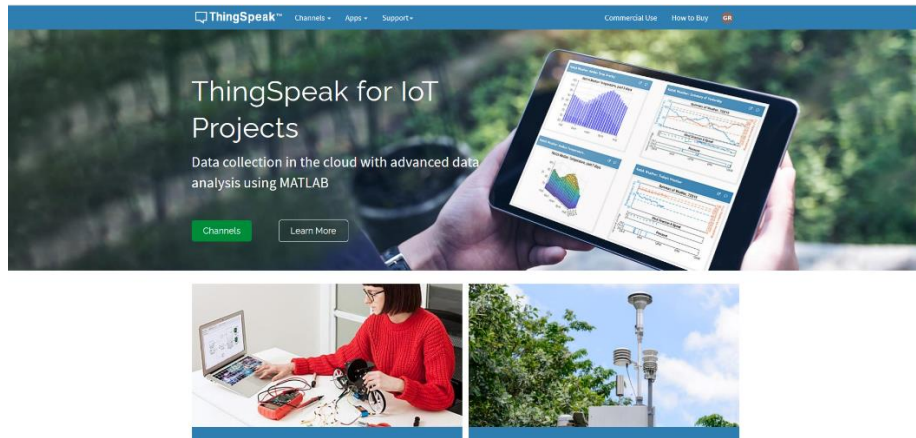 ThingSpeak™ Channels Apps Support Commercial Use How to Buy GR
ThingSpeak for IoT
Projects
Data collection in the cloud with advanced data
analysis using MATLAB
Channels Learn More